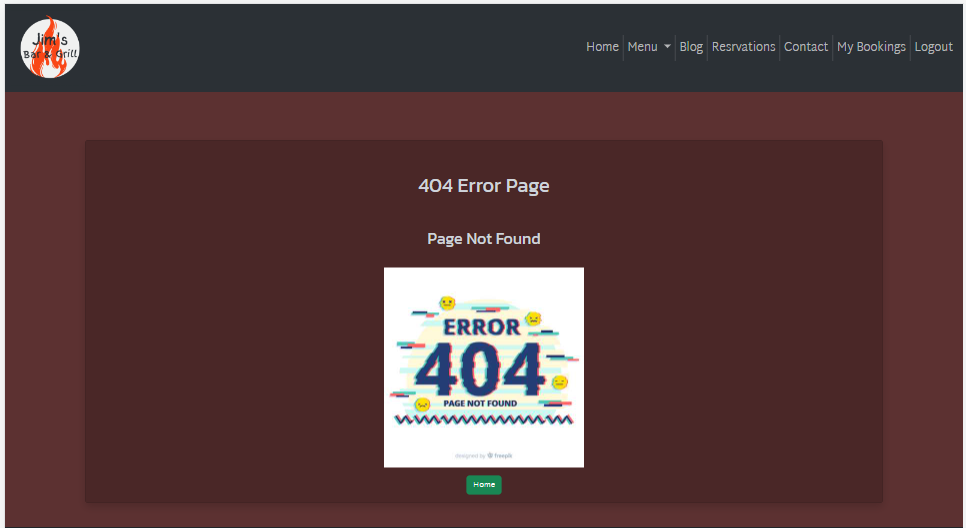 Jim's
Bar & Grill
Home Menu Blog Resrvations Contact My Bookings Logout
404 Error Page
Page Not Found
ERROR
404
PAGE NOT FOUND
designed by freepik
Home